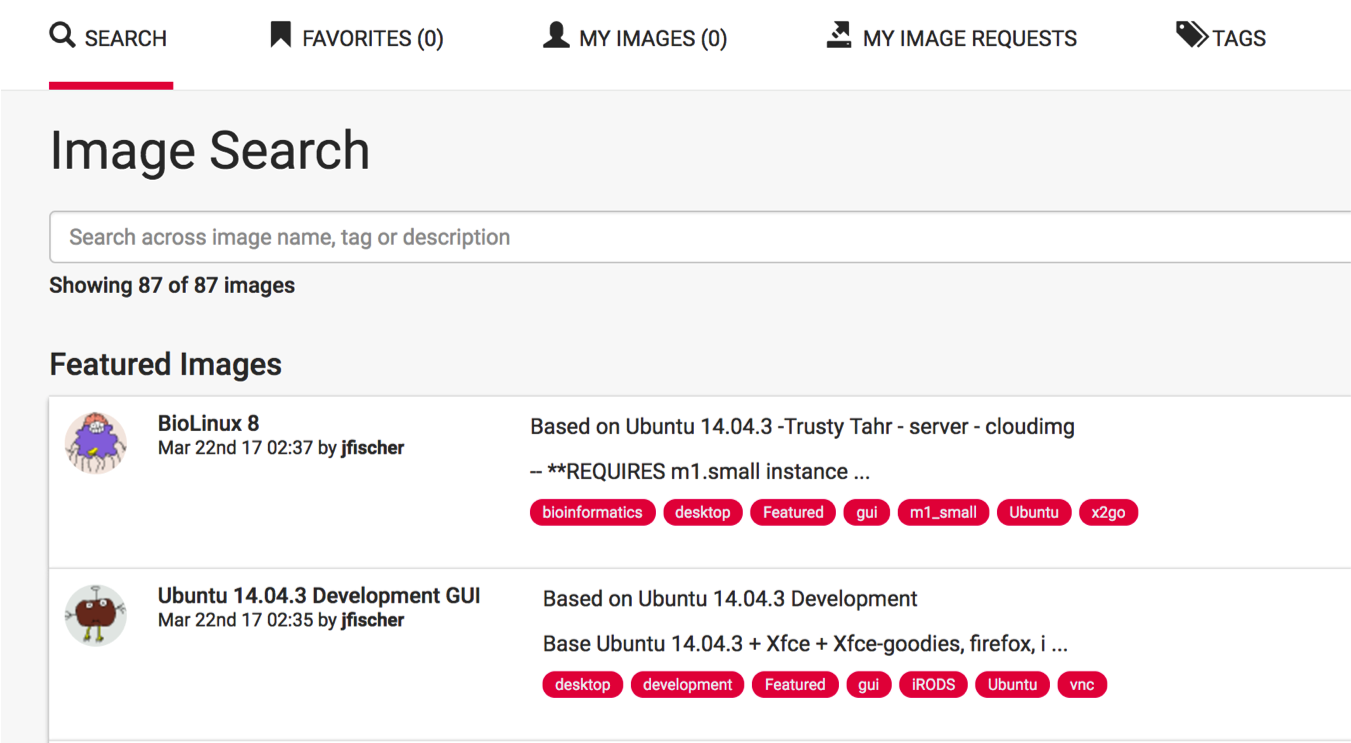 SEARCH FAVORITES (0) MY IMAGES (0) MY IMAGE REQUESTS TAGS
Image Search
Search across image name, tag or description
Showing 87 of 87 images
Featured Images
BioLinux 8
Mar 22nd 17 02:37 by jfischer
Based on Ubuntu 14.04.3 -Trusty Tahr - server - cloudimg
-- **REQUIRES m1.small instance ...
bioinformatics desktop Featured gui m1_small Ubuntu x2go
Ubuntu 14.04.3 Development GUI
Mar 22nd 17 02:35 by jfischer
Based on Ubuntu 14.04.3 Development
Base Ubuntu 14.04.3 + Xfce + Xfce-goodies, firefox, i ...
desktop development Featured gui iRODS Ubuntu vnc